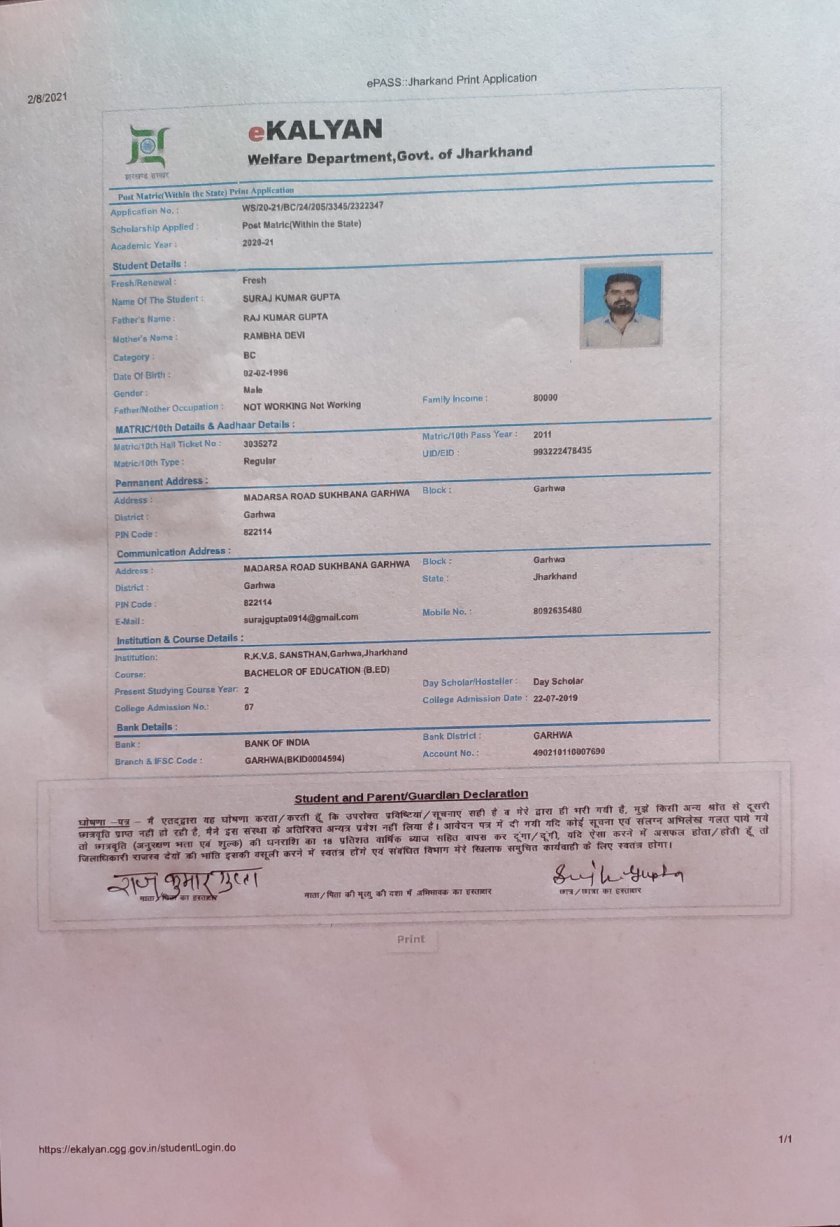 2/8/2021
ePASS::Jharkand Print Application
झारखण्ड सरकार
eKALYAN
Welfare Department,Govt. of Jharkhand
Post Matric(Within the State) Print Application
Application No. : WS/20-21/BC/24/205/3345/2322347
Scholarship Applied : Post Matric(Within the State)
Academic Year : 2020-21
Student Details :
Fresh/Renewal : Fresh
Name Of The Student : SURAJ KUMAR GUPTA
Father's Name : RAJ KUMAR GUPTA
Mother's Name : RAMBHA DEVI
Category : BC
Date Of Birth : 02-02-1996
Gender : Male
Father/Mother Occupation : NOT WORKING Not Working Family Income : 80000
MATRIC/10th Details & Aadhaar Details :
Matric/10th Hall Ticket No : 3035272 Matric/10th Pass Year : 2011
Matric/10th Type : Regular UID/EID : 993222478435
Permanent Address :
Address : MADARSA ROAD SUKHBANA GARHWA Block : Garhwa
District : Garhwa
PIN Code : 822114
Communication Address :
Address : MADARSA ROAD SUKHBANA GARHWA Block : Garhwa
District : Garhwa State : Jharkhand
PIN Code : 822114
E-Mail : surajgupta0914@gmail.com Mobile No. : 8092635480
Institution & Course Details :
Institution: R.K.V.S. SANSTHAN,Garhwa,Jharkhand
Course: BACHELOR OF EDUCATION (B.ED)
Present Studying Course Year: 2 Day Scholar/Hosteller : Day Scholar
College Admission No.: 07 College Admission Date : 22-07-2019
Bank Details :
Bank : BANK OF INDIA Bank District : GARHWA
Branch & IFSC Code : GARHWA(BKID0004594) Account No. : 490210110007690
Student and Parent/Guardian Declaration
घोषणा –पत्र – मै एतद्द्वारा यह घोषणा करता/करती हूँ कि उपरोक्त प्रविष्टियां/सूचनाए सही है व मेरे द्वारा ही भरी गयी है, मुझे किसी अन्य श्रोत से दूसरी
छात्रवृति प्राप्त नही हो रही है, मैने इस संस्था के अतिरिक्त अन्यत्र प्रवेश नही लिया है। आवेदन पत्र में दी गयी यदि कोई सूचना एवं संलग्न अभिलेख गलत पाये गये
तो छात्रवृति (अनुरक्षण भत्ता एवं शुल्क) की धनराशि का 18 प्रतिशत वार्षिक ब्याज सहित वापस कर दूंगा/दूंगी, यदि ऐसा करने में असफल होता/होती हूँ तो
जिलाधिकारी राजस्व देयों की भांति इसकी वसूली करने में स्वतंत्र होंगे एवं संबंधित विभाग मेरे खिलाफ समुचित कार्यवाही के लिए स्वतंत्र होगा।
राज कुमार गुप्ता
Gupta
माता/पिता का हस्ताक्षर माता/पिता की मृत्यु की दशा में अभिभावक का हस्ताक्षर छात्र/छात्रा का हस्ताक्षर
Print
https://ekalyan.cgg.gov.in/studentLogin.do
1/1